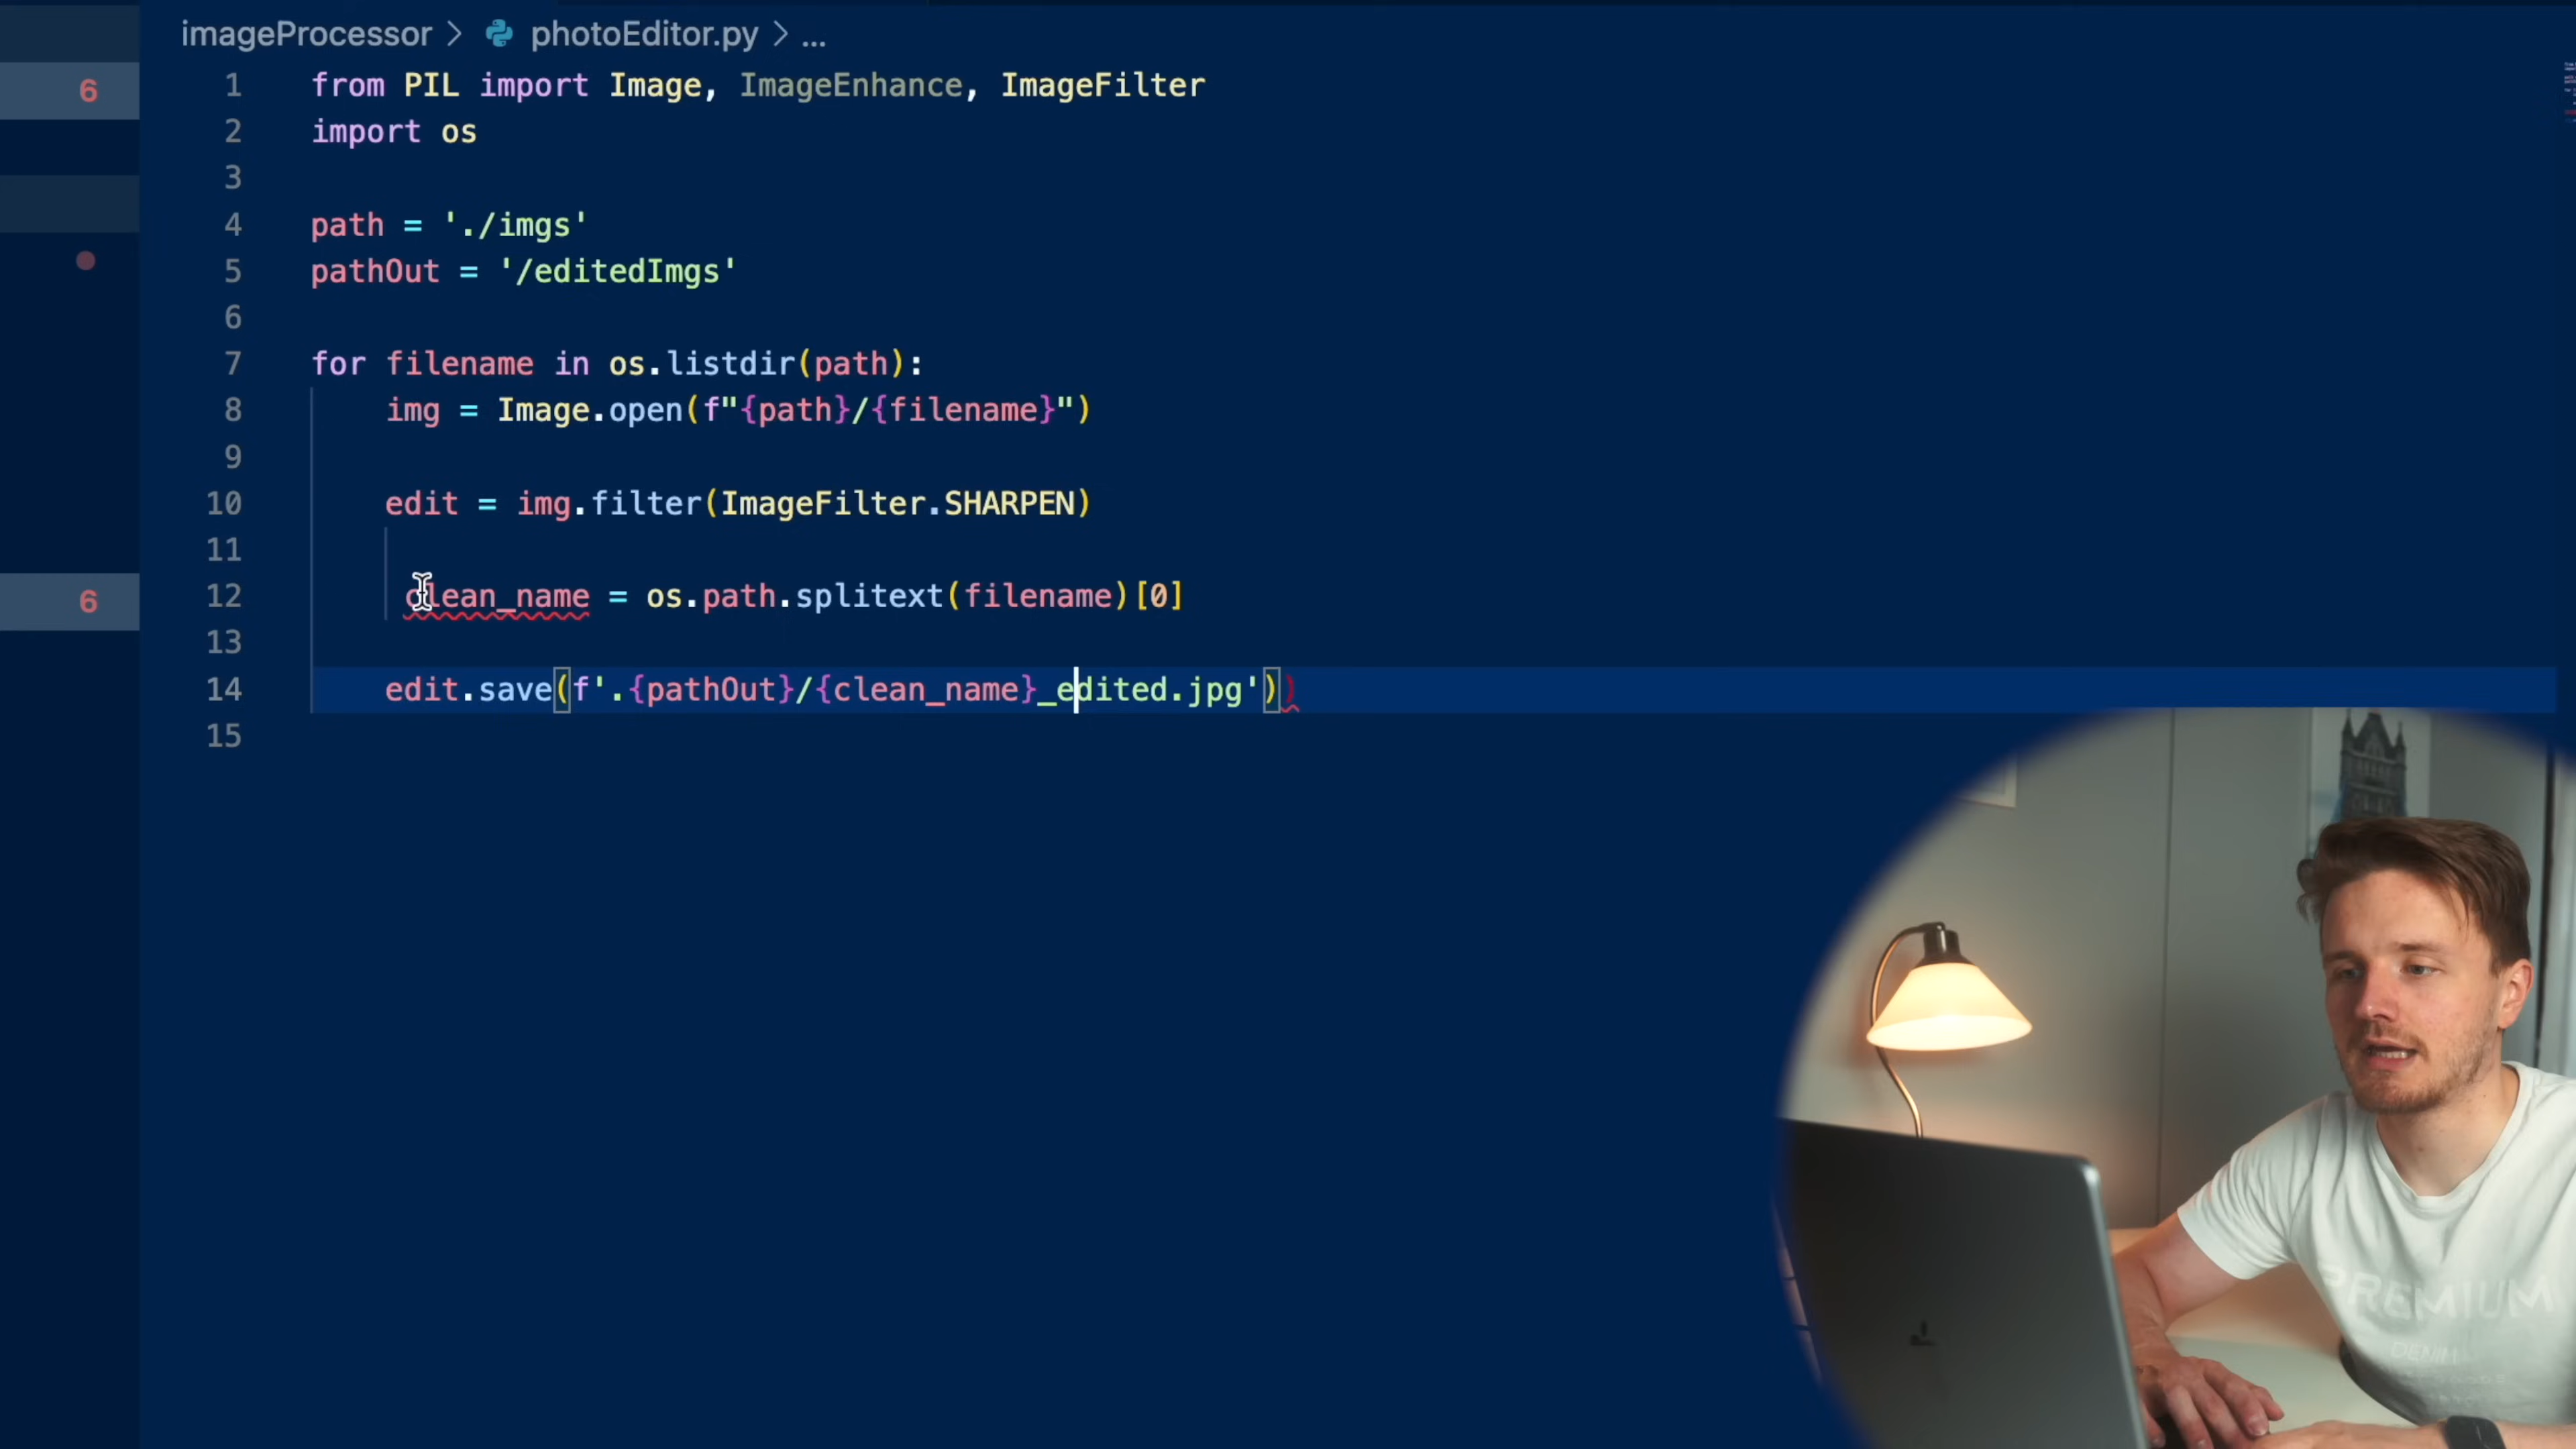 imageProcessor > photoEditor.py > ...
6
1 from PIL import Image, ImageEnhance, ImageFilter
2 import os
3
4 path = './imgs'
5 pathOut = '/editedImgs'
6
7 for filename in os.listdir(path):
8     img = Image.open(f"{path}/{filename}")
9
10     edit = img.filter(ImageFilter.SHARPEN)
11
6
12      clean_name = os.path.splitext(filename)[0]
13
14     edit.save(f'.{pathOut}/{clean_name}_edited.jpg'))
15
PREMIUM
DENIM